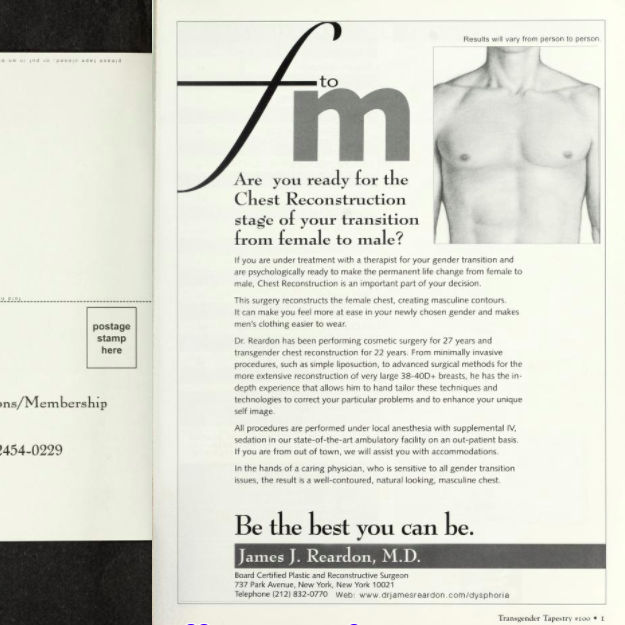 postage
stamp
here
ons/Membership
2454-0229
Results will vary from person to person.
f
to
m
Are you ready for the
Chest Reconstruction
stage of your transition
from female to male?
If you are under treatment with a therapist for your gender transition and
are psychologically ready to make the permanent life change from female to
male, Chest Reconstruction is an important part of your decision.
This surgery reconstructs the female chest, creating masculine contours.
It can make you feel more at ease in your newly chosen gender and makes
men's clothing easier to wear.
Dr. Reardon has been performing cosmetic surgery for 27 years and
transgender chest reconstruction for 22 years. From minimally invasive
procedures, such as simple liposuction, to advanced surgical methods for the
more extensive reconstruction of very large 38-40D+ breasts, he has the in-
depth experience that allows him to hand tailor these techniques and
technologies to correct your particular problems and to enhance your unique
self image.
All procedures are performed under local anesthesia with supplemental IV,
sedation in our state-of-the-art ambulatory facility on an out-patient basis.
If you are from out of town, we will assist you with accommodations.
In the hands of a caring physician, who is sensitive to all gender transition
issues, the result is a well-contoured, natural looking, masculine chest.
Be the best you can be.
James J. Reardon, M.D.
Board Certified Plastic and Reconstructive Surgeon
737 Park Avenue, New York, New York 10021
Telephone (212) 832-0770 Web: www.drjamesreardon.com/dysphoria
Transgender Tapestry #100 • 1